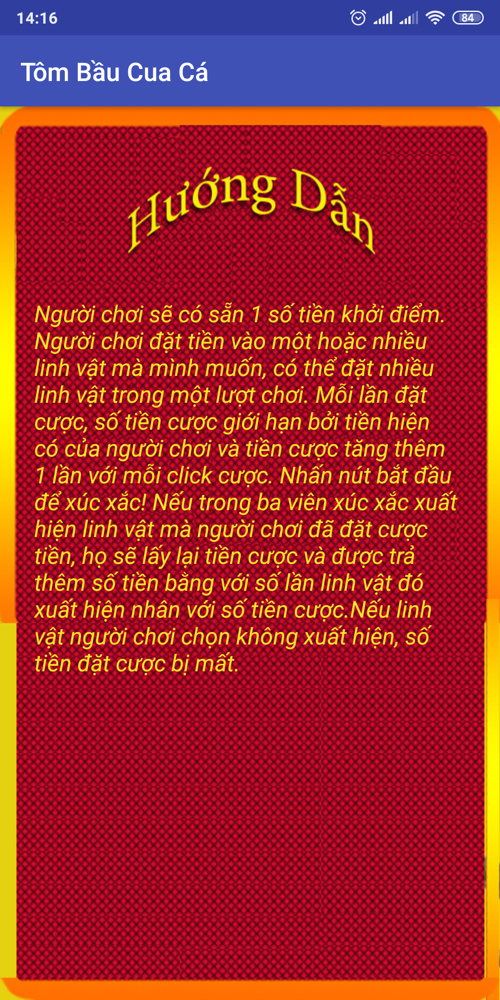 14:16
84
Tôm Bầu Cua Cá
Hướng Dẫn
Người chơi sẽ có sẵn 1 số tiền khởi điểm.
Người chơi đặt tiền vào một hoặc nhiều
linh vật mà mình muốn, có thể đặt nhiều
linh vật trong một lượt chơi. Mỗi lần đặt
cược, số tiền cược giới hạn bởi tiền hiện
có của người chơi và tiền cược tăng thêm
1 lần với mỗi click cược. Nhấn nút bắt đầu
để xúc xắc! Nếu trong ba viên xúc xắc xuất
hiện linh vật mà người chơi đã đặt cược
tiền, họ sẽ lấy lại tiền cược và được trả
thêm số tiền bằng với số lần linh vật đó
xuất hiện nhân với số tiền cược.Nếu linh
vật người chơi chọn không xuất hiện, số
tiền đặt cược bị mất.